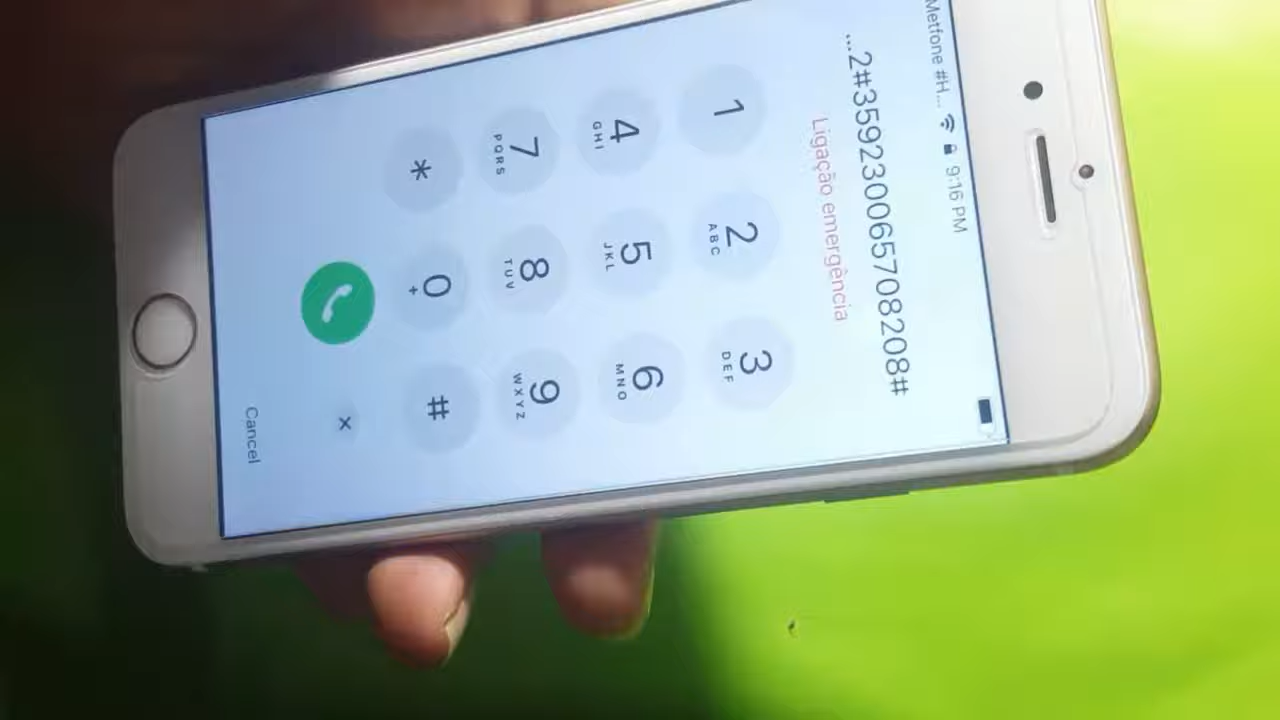 Metfone #H... 9:16 PM
...2#359230065708208#
Ligação emergência
1 2 3
ABC DEF
4 5 6
GHI JKL MNO
7 8 9
PQRS TUV WXYZ
* 0 #
+
×
Cancel